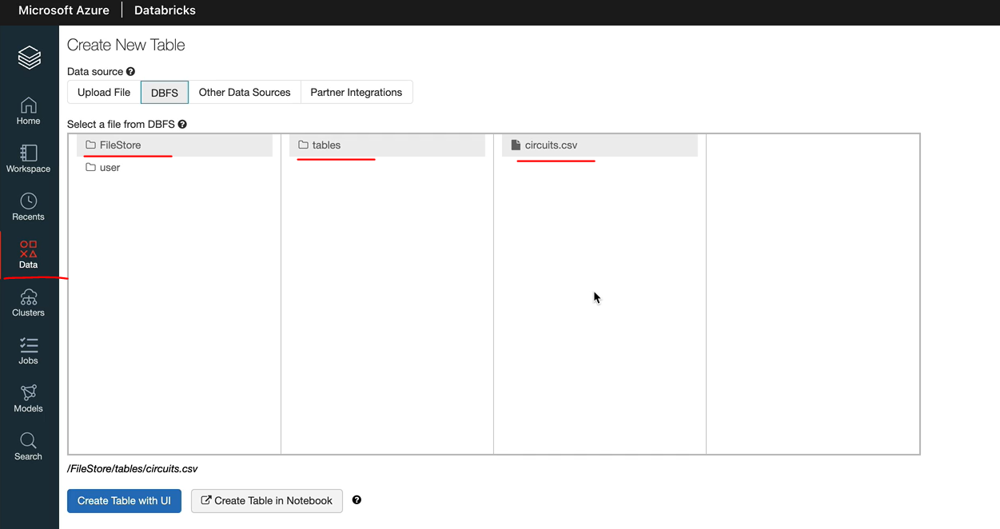 Microsoft Azure Databricks
Create New Table
Data source
Upload File DBFS Other Data Sources Partner Integrations
Select a file from DBFS
FileStore tables circuits.csv
user
Home
Workspace
Recents
Data
Clusters
Jobs
Models
Search
/FileStore/tables/circuits.csv
Create Table with UI Create Table in Notebook